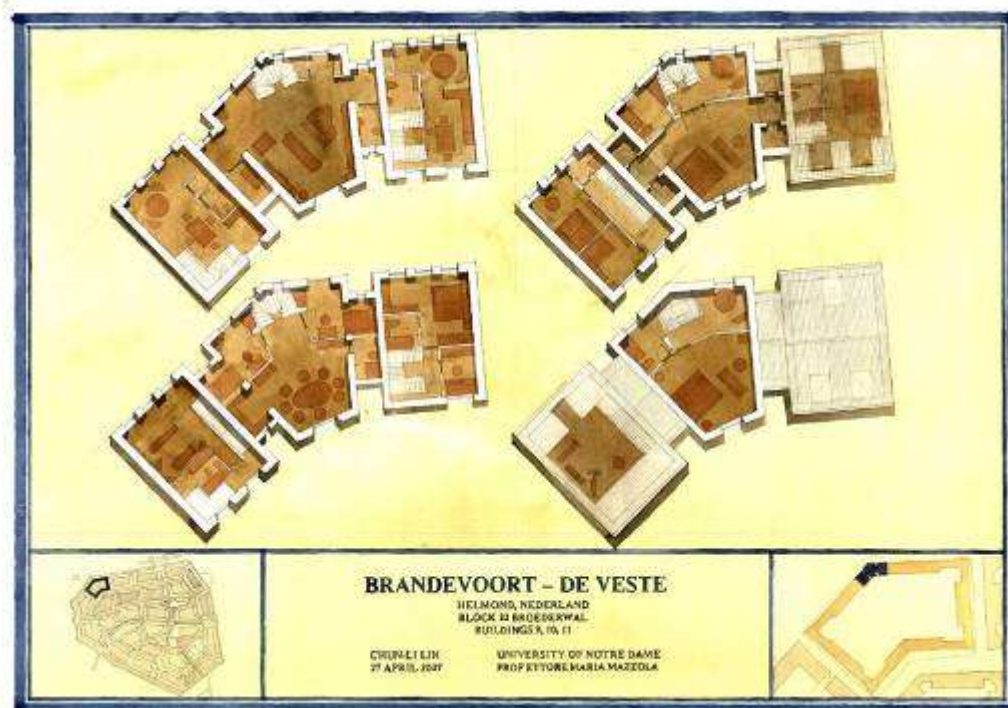 BRANDEVOORT – DE VESTE
HELMOND, NEDERLAND
BLOCK 22 BROEDERWAL
BUILDINGS 9, 10, 11
CHUN-LI LIN
27 APRIL 2007
UNIVERSITY OF NOTRE DAME
PROF ETTORE MARIA MAZZOLA